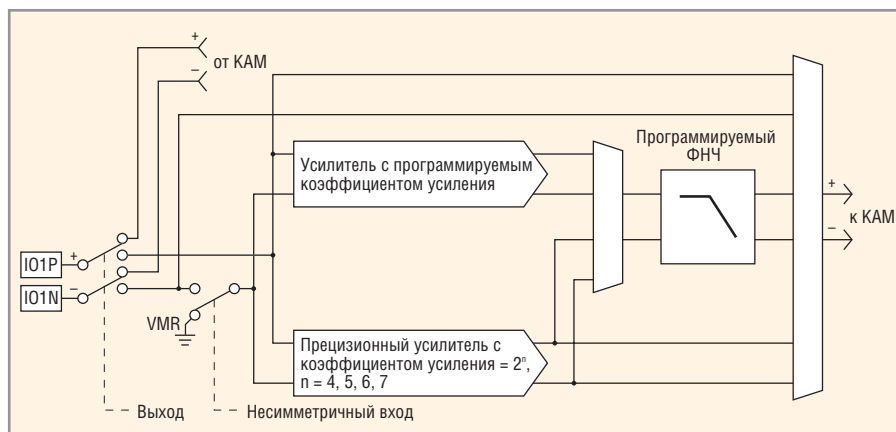 +
от КАМ
–
Программируемый
ФНЧ
Усилитель с программируемым
коэффициентом усиления
+
к КАМ
–
IO1P
+
IO1N
–
VMR
Прецизионный усилитель с
коэффициентом усиления = 2ⁿ,
n = 4, 5, 6, 7
Выход
Несимметричный вход